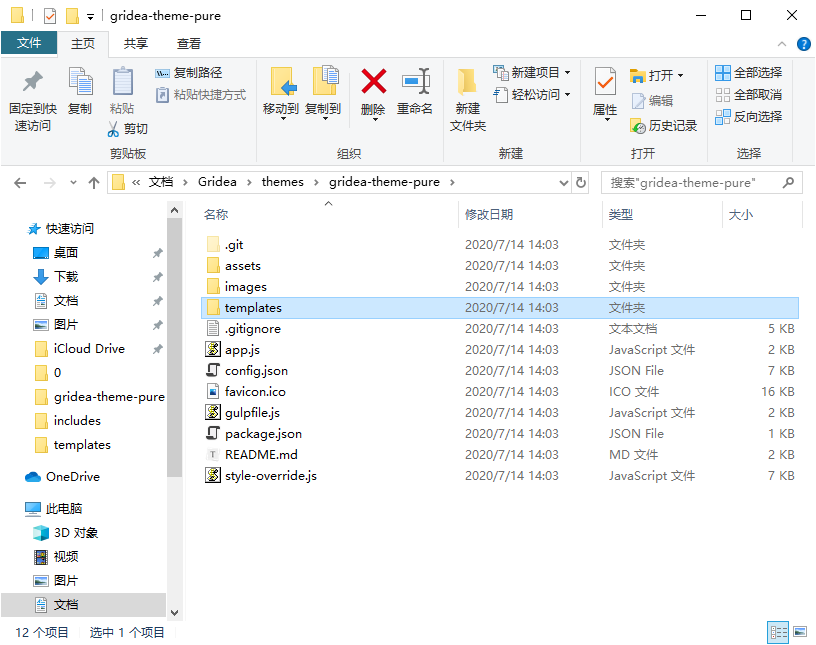 gridea-theme-pure
文件 主页 共享 查看
固定到快速访问
复制
粘贴
复制路径
粘贴快捷方式
剪切
剪贴板
移动到 复制到 删除 重命名
组织
新建文件夹
新建项目
轻松访问
新建
属性
打开
编辑
历史记录
打开
全部选择
全部取消
反向选择
选择
« 文档 › Gridea › themes › gridea-theme-pure ›
搜索"gridea-theme-pure"
快速访问
桌面
下载
文档
图片
iCloud Drive
0
gridea-theme-pure
includes
templates
OneDrive
此电脑
3D 对象
视频
图片
文档
名称 修改日期 类型 大小
.git 2020/7/14 14:03 文件夹
assets 2020/7/14 14:03 文件夹
images 2020/7/14 14:03 文件夹
templates 2020/7/14 14:03 文件夹
.gitignore 2020/7/14 14:03 文本文档 5 KB
app.js 2020/7/14 14:03 JavaScript 文件 2 KB
config.json 2020/7/14 14:03 JSON File 7 KB
favicon.ico 2020/7/14 14:03 ICO 文件 16 KB
gulpfile.js 2020/7/14 14:03 JavaScript 文件 2 KB
package.json 2020/7/14 14:03 JSON File 1 KB
README.md 2020/7/14 14:03 MD 文件 2 KB
style-override.js 2020/7/14 14:03 JavaScript 文件 7 KB
12 个项目 选中 1 个项目